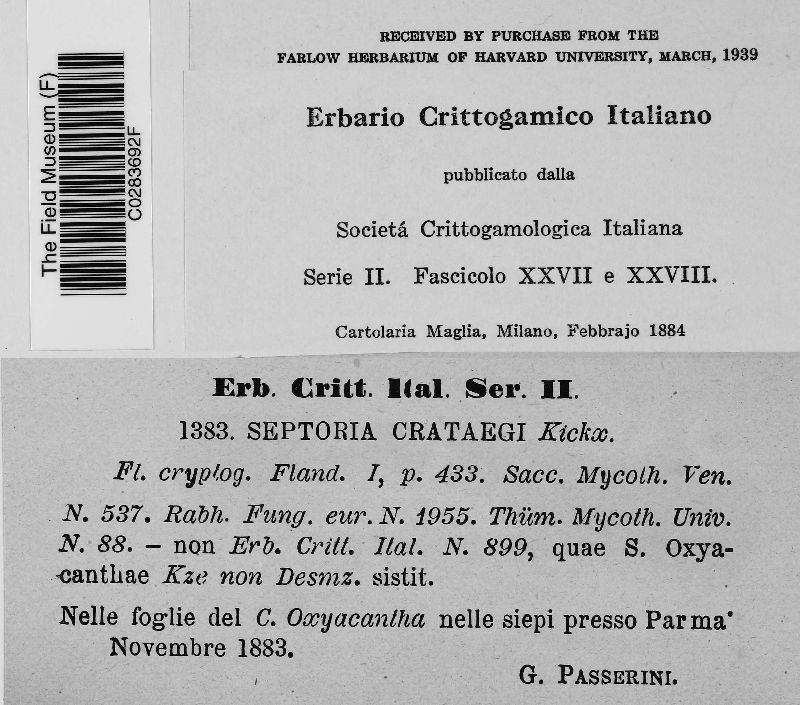 RECEIVED BY PURCHASE FROM THE
FARLOW HERBARIUM OF HARVARD UNIVERSITY, MARCH, 1939
The Field Museum (F)
C0283692F
Erbario Crittogamico Italiano
pubblicato dalla
Societá Crittogamologica Italiana
Serie II. Fascicolo XXVII e XXVIII.
Cartolaria Maglia, Milano, Febbrajo 1884
Erb. Critt. Ital. Ser. II.
1383. SEPTORIA CRATAEGI Kickx.
Fl. cryptog. Fland. I, p. 433. Sacc. Mycoth. Ven.
N. 537. Rabh. Fung. eur. N. 1955. Thüm. Mycoth. Univ.
N. 88. – non Erb. Critt. Ital. N. 899, quae S. Oxya-
canthae Kze non Desmz. sistit.
Nelle foglie del C. Oxyacantha nelle siepi presso Parma
Novembre 1883.
G. PASSERINI.